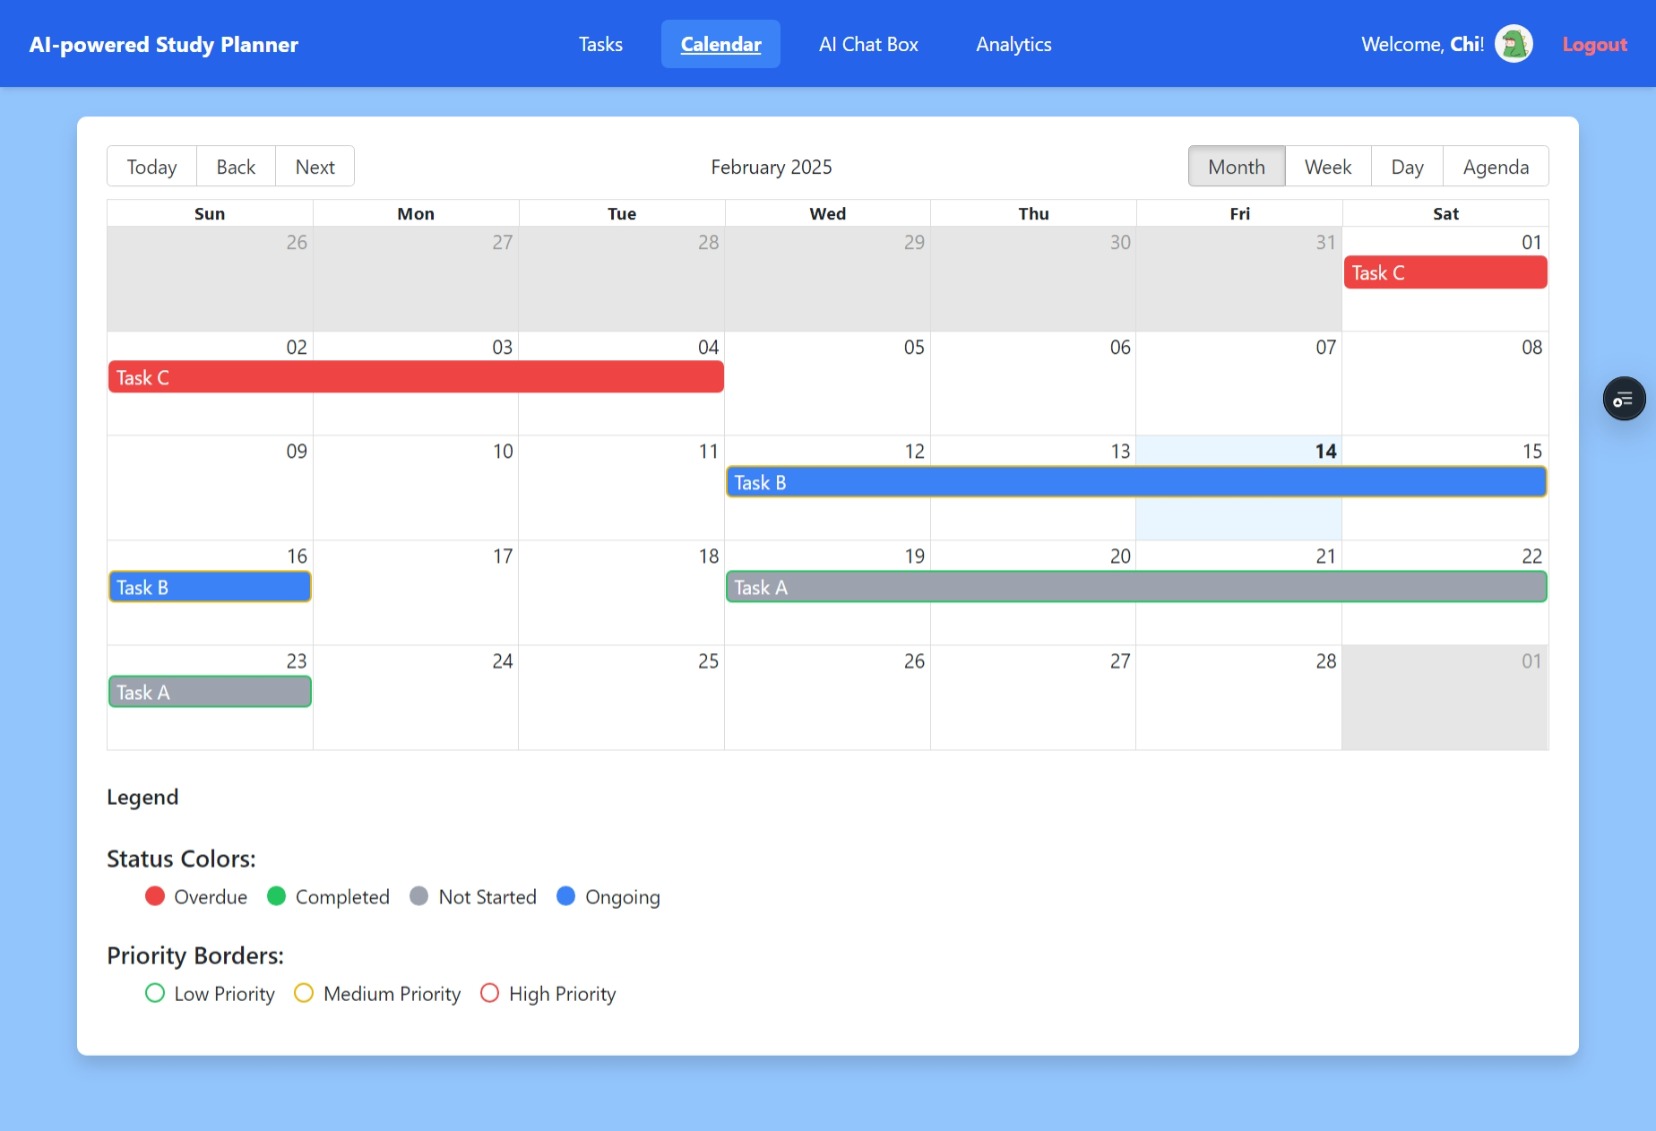 AI-powered Study Planner Tasks Calendar AI Chat Box Analytics Welcome, Chi! Logout
Today Back Next February 2025 Month Week Day Agenda
Sun Mon Tue Wed Thu Fri Sat
26 27 28 29 30 31 01
Task C
02 03 04 05 06 07 08
Task C
09 10 11 12 13 14 15
Task B
16 17 18 19 20 21 22
Task B Task A
23 24 25 26 27 28 01
Task A
Legend
Status Colors:
Overdue Completed Not Started Ongoing
Priority Borders:
Low Priority Medium Priority High Priority